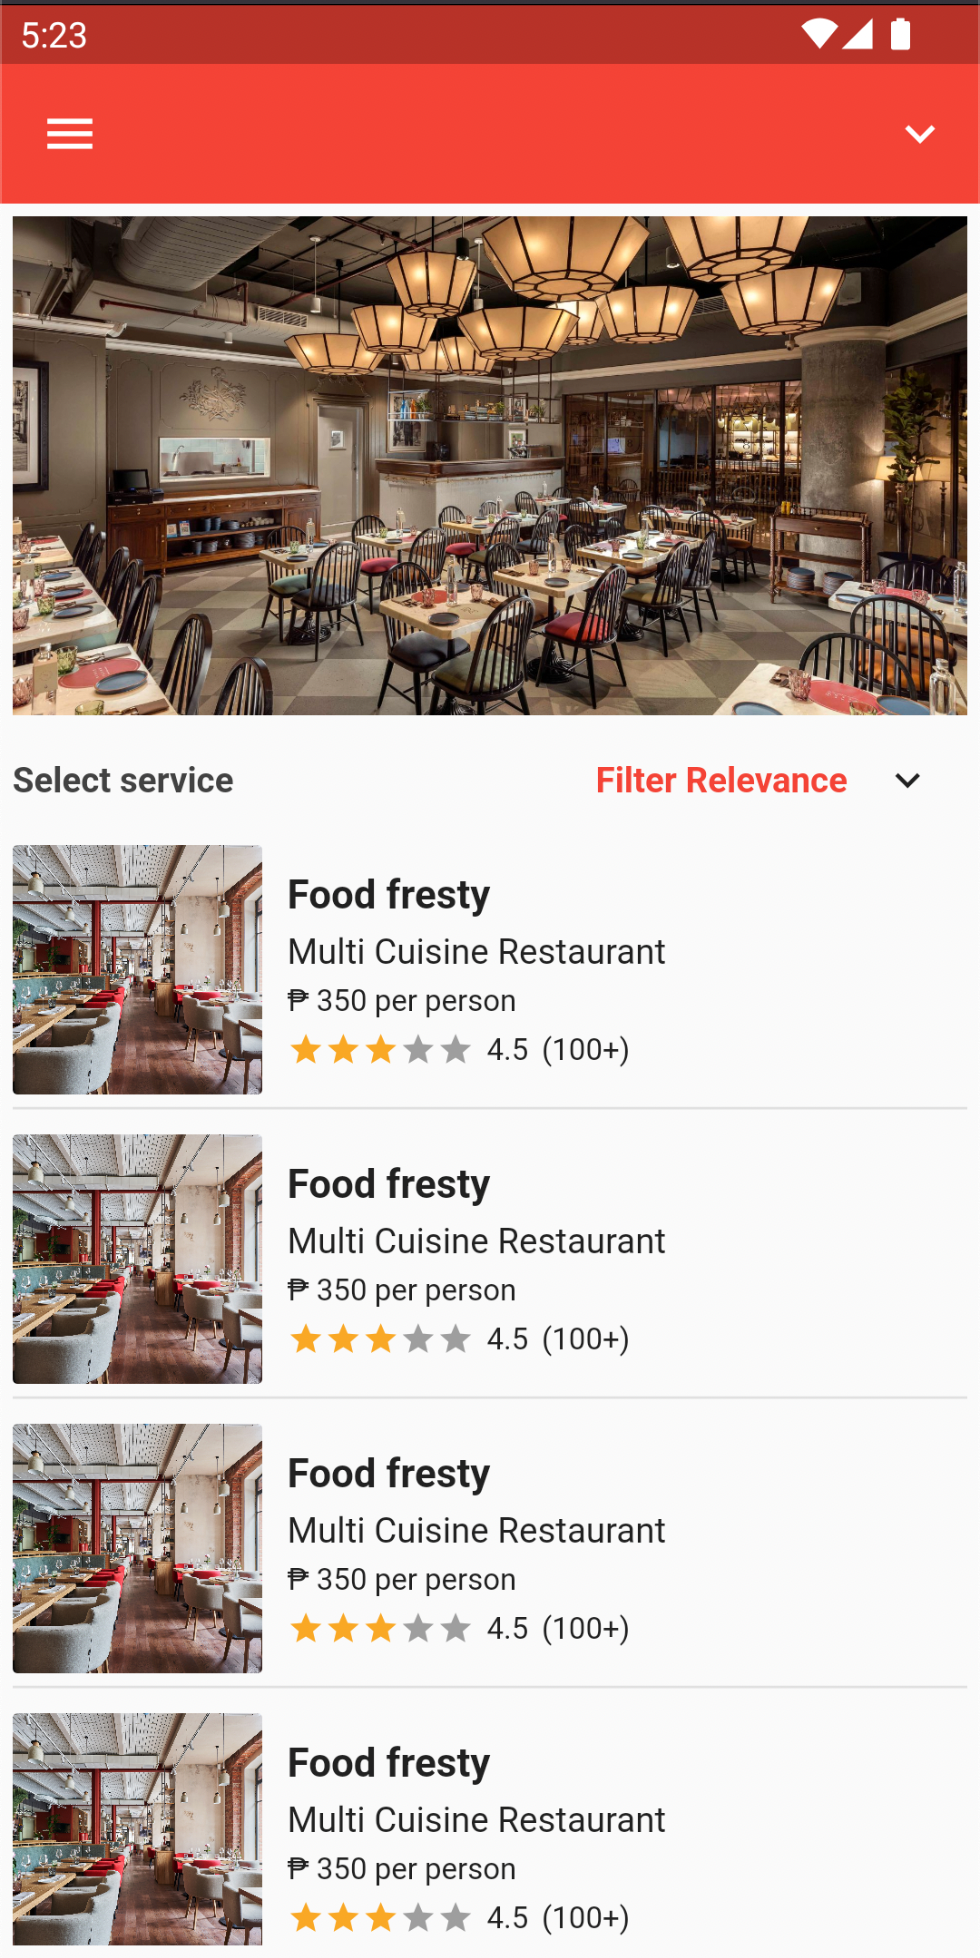 5:23
Select service
Filter Relevance
Food fresty
Multi Cuisine Restaurant
₱ 350 per person
4.5 (100+)
Food fresty
Multi Cuisine Restaurant
₱ 350 per person
4.5 (100+)
Food fresty
Multi Cuisine Restaurant
₱ 350 per person
4.5 (100+)
Food fresty
Multi Cuisine Restaurant
₱ 350 per person
4.5 (100+)